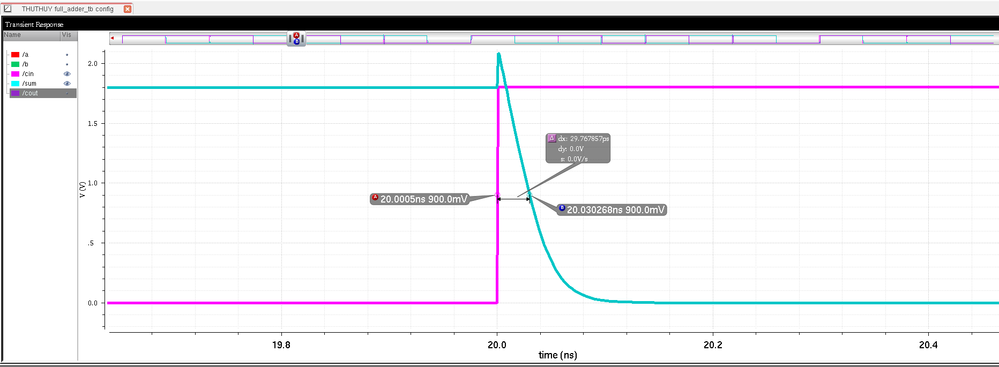 THUTHUY full_adder_tb config
Transient Response
Name Vis
/a
/b
/cin
/sum
/cout
A
B
2.0
1.5
1.0
.5
0.0
V (V)
Δ dx: 29.767857ps
dy: 0.0V
s: 0.0V/s
A 20.0005ns 900.0mV
B 20.030268ns 900.0mV
19.8 20.0 20.2 20.4
time (ns)